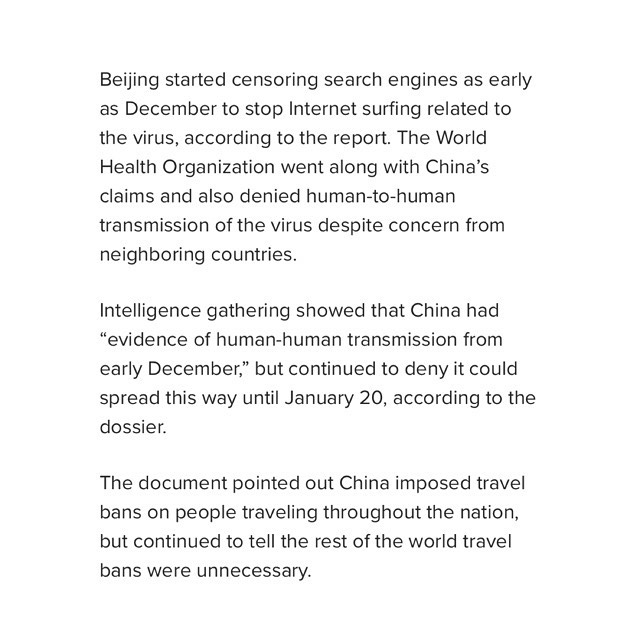 Beijing started censoring search engines as early
as December to stop Internet surfing related to
the virus, according to the report. The World
Health Organization went along with China’s
claims and also denied human-to-human
transmission of the virus despite concern from
neighboring countries.
Intelligence gathering showed that China had
“evidence of human-human transmission from
early December,” but continued to deny it could
spread this way until January 20, according to the
dossier.
The document pointed out China imposed travel
bans on people traveling throughout the nation,
but continued to tell the rest of the world travel
bans were unnecessary.